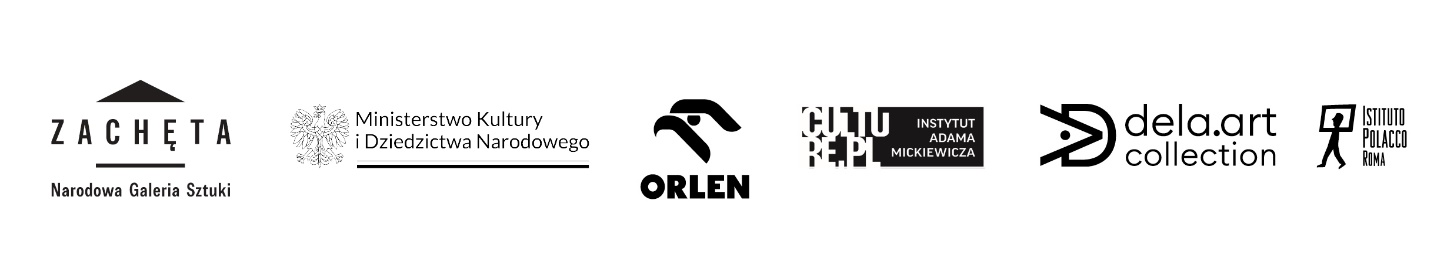 ZACHĘTA
Narodowa Galeria Sztuki
Ministerstwo Kultury
i Dziedzictwa Narodowego
ORLEN
CULTU
RE.PL
INSTYTUT
ADAMA
MICKIEWICZA
dela.art
collection
ISTITUTO
POLACCO
ROMA